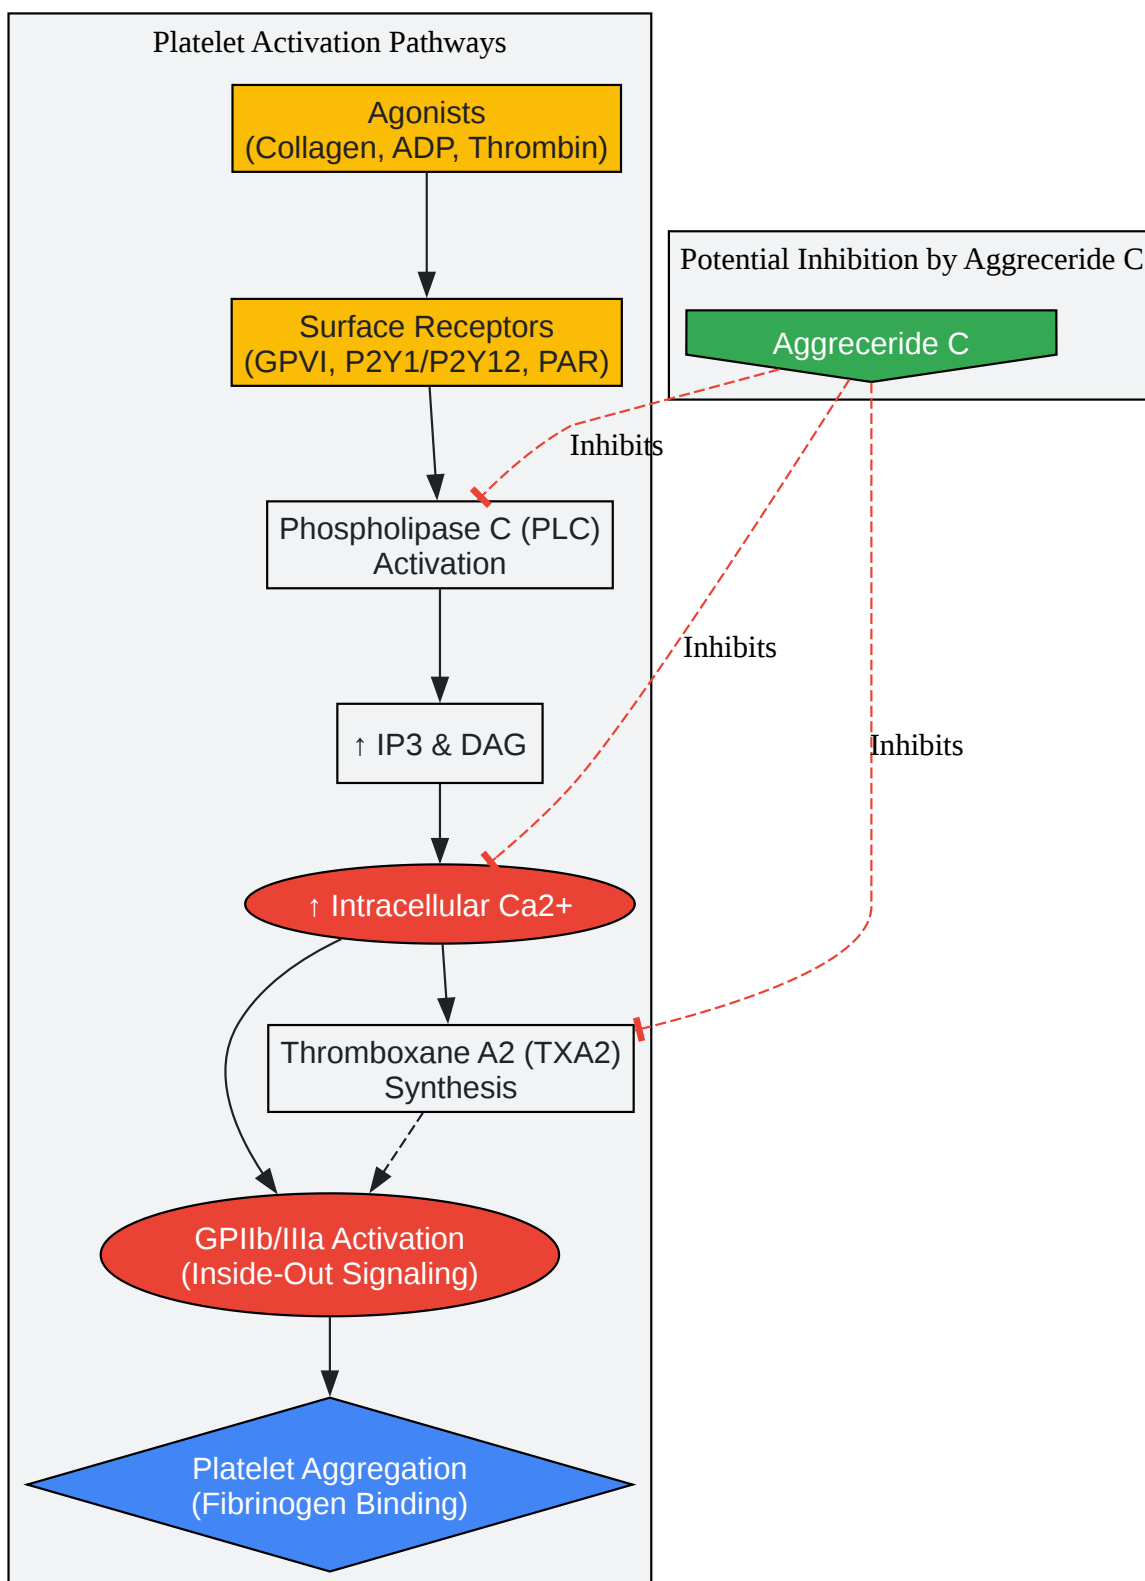 Platelet Activation Pathways
Agonists
(Collagen, ADP, Thrombin)
Surface Receptors
(GPVI, P2Y1/P2Y12, PAR)
Potential Inhibition by Aggreceride C
Aggreceride C
Inhibits
Phospholipase C (PLC)
Activation
Inhibits
↑ IP3 & DAG
Inhibits
↑ Intracellular Ca2+
Thromboxane A2 (TXA2)
Synthesis
GPIIb/IIIa Activation
(Inside-Out Signaling)
Platelet Aggregation
(Fibrinogen Binding)